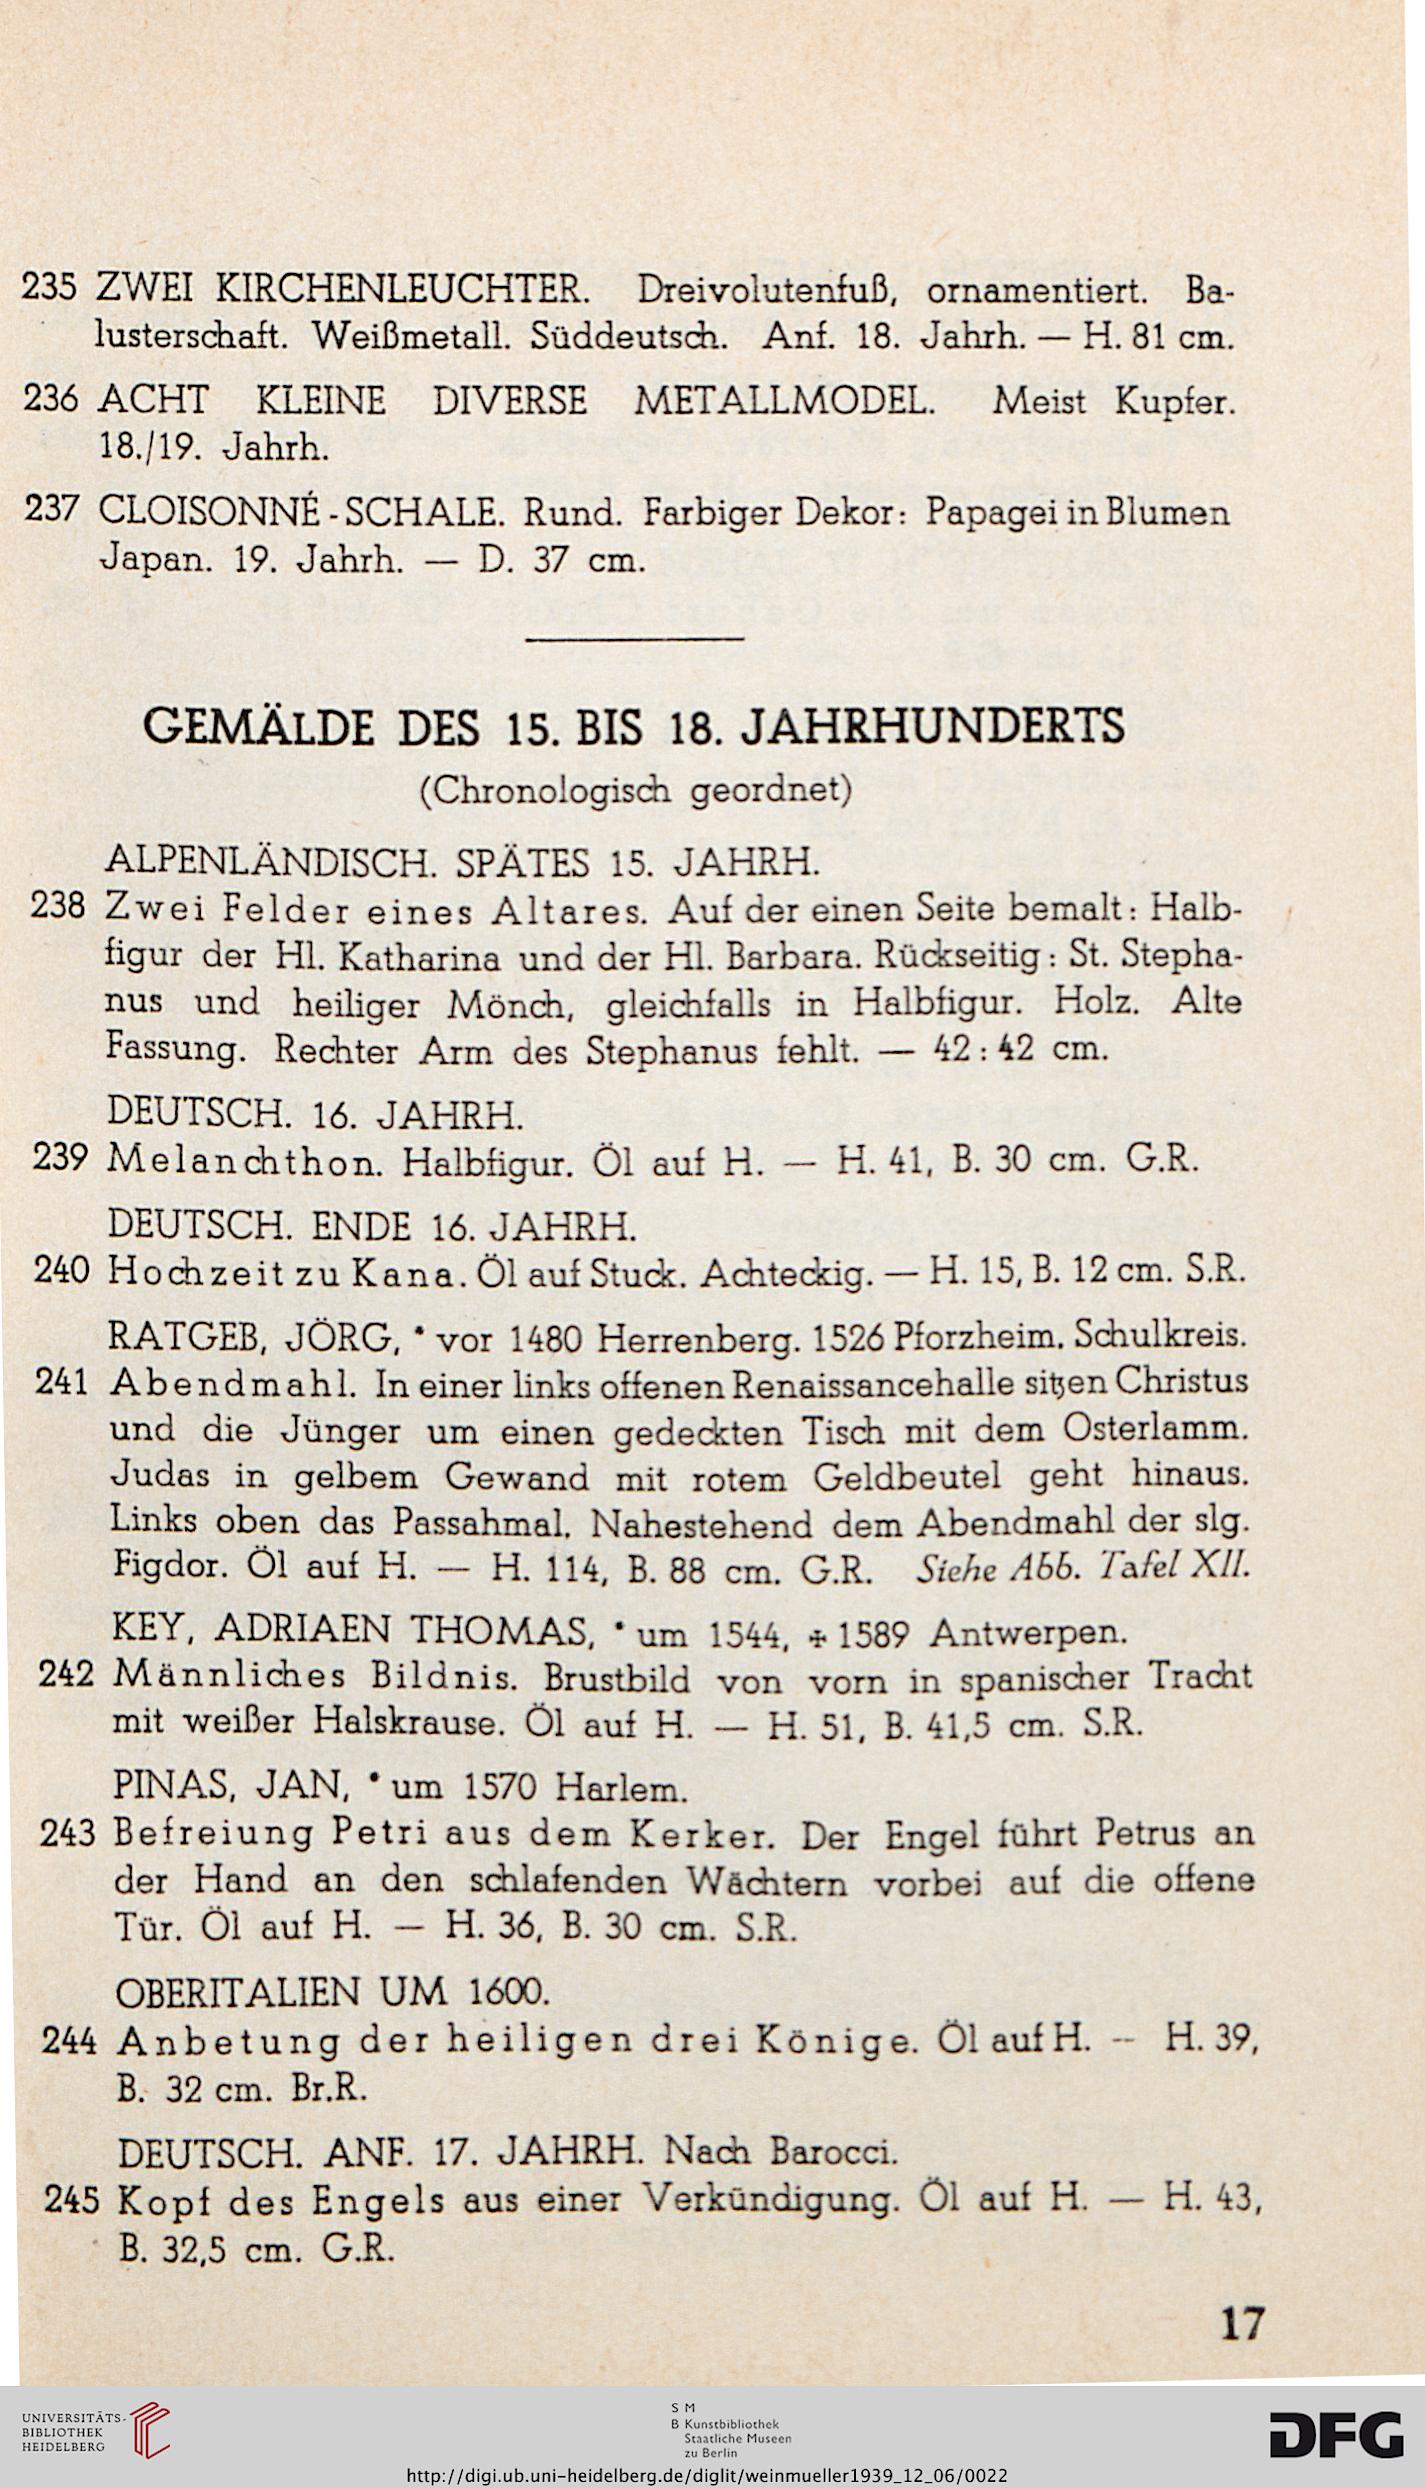 235 ZWEI KIRCHENLEUCHTER. Dreivolutenfuß, ornamentiert. Ba-
lusterschaft. Weißmetall. Süddeutsch. Anf. 18. Jahrh. — H. 81 cm.
236 ACHT KLEINE DIVERSE METALLMODEL. Meist Kupfer.
18./19. Jahrh.
237 CLOISONNÉ-SCHALE. Rund. Farbiger Dekor: Papagei in Blumen
Japan. 19. Jahrh. — D. 37 cm.
GEMÄLDE DES 15. BIS 18. JAHRHUNDERTS
(Chronologisch geordnet)
ALPENLÄNDISCH. SPÄTES 15. JAHRH.
238 Zwei Felder eines Altares. Auf der einen Seite bemalt: Halb-
figur der Hl. Katharina und der Hl. Barbara. Rückseitig: St. Stepha-
nus und heiliger Mönch, gleichfalls in Halbfigur. Holz. Alte
Fassung. Rechter Arm des Stephanus fehlt. — 42:42 cm.
DEUTSCH. 16. JAHRH.
239 Melanchthon. Halbfigur. Öl auf H. — H. 41, B. 30 cm. G.R.
DEUTSCH. ENDE 16. JAHRH.
240 Hochzeit zu Kana. Öl auf Stuck. Achteckig. — H. 15, B. 12 cm. S.R.
RATGEB, JÖRG, * vor 1480 Herrenberg. 1526 Pforzheim. Schulkreis.
241 Abendmahl. In einer links offenen Renaissancehalle sitzen Christus
und die Jünger um einen gedeckten Tisch mit dem Osterlamm.
Judas in gelbem Gewand mit rotem Geldbeutel geht hinaus.
Links oben das Passahmal. Nahestehend dem Abendmahl der slg.
Figdor. Öl auf H. — H. 114, B. 88 cm. G.R. Siehe Abb. Tafel XII.
KEY, ADRIAEN THOMAS, * um 1544, ✢ 1589 Antwerpen.
242 Männliches Bildnis. Brustbild von vorn in spanischer Tracht
mit weißer Halskrause. Öl auf H. — H. 51, B. 41,5 cm. S.R.
PINAS, JAN, * um 1570 Harlem.
243 Befreiung Petri aus dem Kerker. Der Engel führt Petrus an
der Hand an den schlafenden Wächtern vorbei auf die offene
Tür. Öl auf H. — H. 36, B. 30 cm. S.R.
OBERITALIEN UM 1600.
244 Anbetung der heiligen drei Könige. Öl auf H. — H. 39,
B. 32 cm. Br.R.
DEUTSCH. ANF. 17. JAHRH. Nach Barocci.
245 Kopf des Engels aus einer Verkündigung. Öl auf H. — H. 43,
B. 32,5 cm. G.R.
17
UNIVERSITÄTS-
BIBLIOTHEK
HEIDELBERG
S M
B Kunstbibliothek
Staatliche Museen
zu Berlin
DFG
http://digi.ub.uni-heidelberg.de/diglit/weinmueller1939_12_06/0022